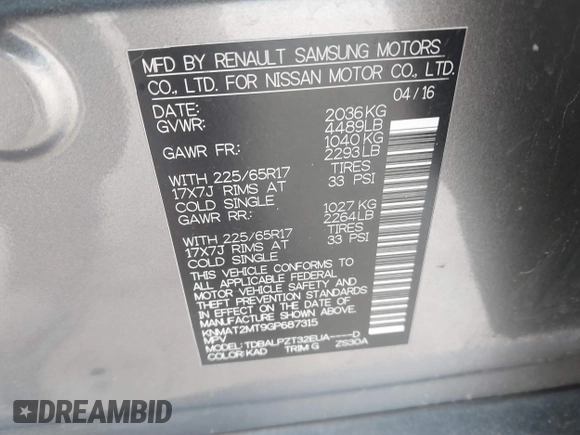 MFD BY RENAULT SAMSUNG MOTORS
CO., LTD. FOR NISSAN MOTOR CO., LTD.
04/16
DATE:
GVWR: 2036KG
4489LB
GAWR FR: 1040KG
2293LB
WITH 225/65R17 TIRES
17X7J RIMS AT 33 PSI
COLD SINGLE
GAWR RR: 1027 KG
2264LB
WITH 225/65R17 TIRES
17X7J RIMS AT 33 PSI
COLD SINGLE
THIS VEHICLE CONFORMS TO
ALL APPLICABLE FEDERAL
MOTOR VEHICLE SAFETY AND
THEFT PREVENTION STANDARDS
IN EFFECT ON THE DATE OF
MANUFACTURE SHOWN ABOVE.
KNMAT2MT9GP687315
MPV
MODEL: TDBALPZT32EUA----D
COLOR: KAD TRIM: G ZS30A
DREAMBID